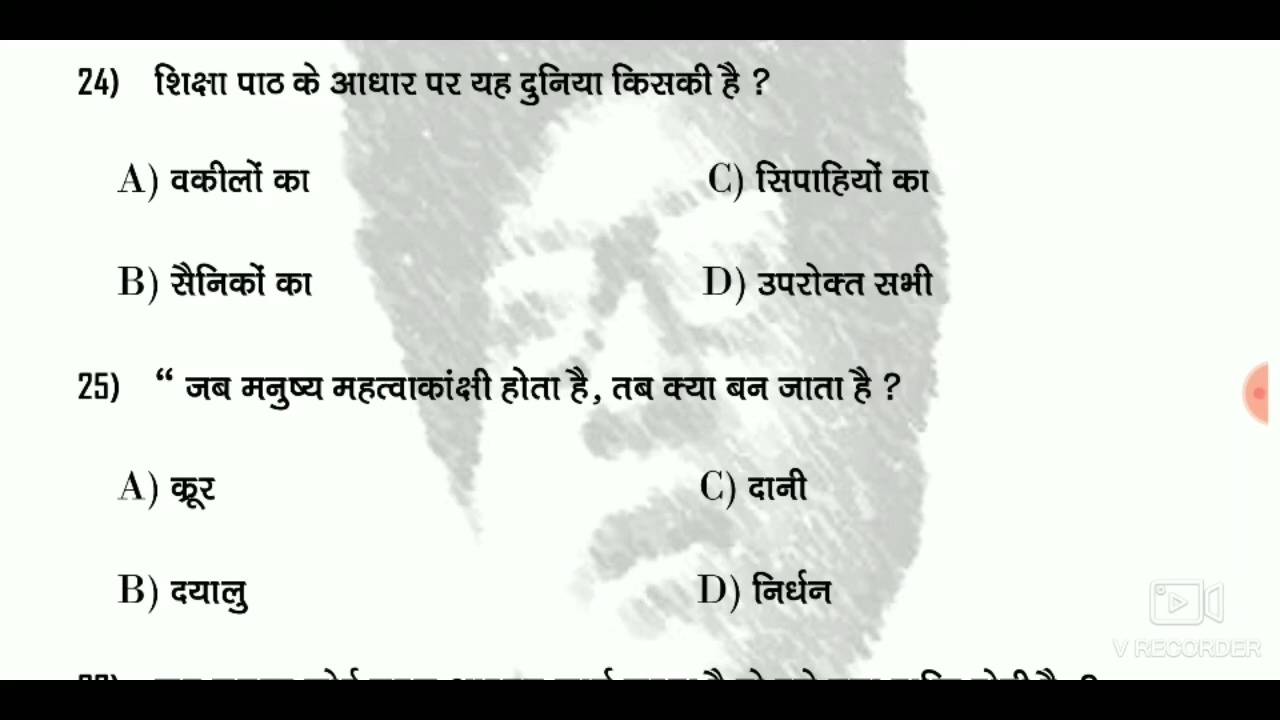 24) शिक्षा पाठ के आधार पर यह दुनिया किसकी है ?
A) वकीलों का C) सिपाहियों का
B) सैनिकों का D) उपरोक्त सभी
25) “ जब मनुष्य महत्वाकांक्षी होता है, तब क्या बन जाता है ?
A) क्रूर C) दानी
B) दयालु D) निर्धन
V RECORDER